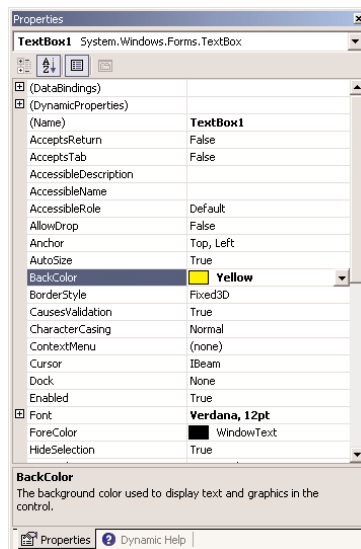 Properties
TextBox1 System.Windows.Forms.TextBox
(DataBindings)
(DynamicProperties)
(Name) TextBox1
AcceptsReturn False
AcceptsTab False
AccessibleDescription
AccessibleName
AccessibleRole Default
AllowDrop False
Anchor Top, Left
AutoSize True
BackColor Yellow
BorderStyle Fixed3D
CausesValidation True
CharacterCasing Normal
ContextMenu (none)
Cursor IBeam
Dock None
Enabled True
Font Verdana, 12pt
ForeColor WindowText
HideSelection True
BackColor
The background color used to display text and graphics in the
control.
Properties Dynamic Help